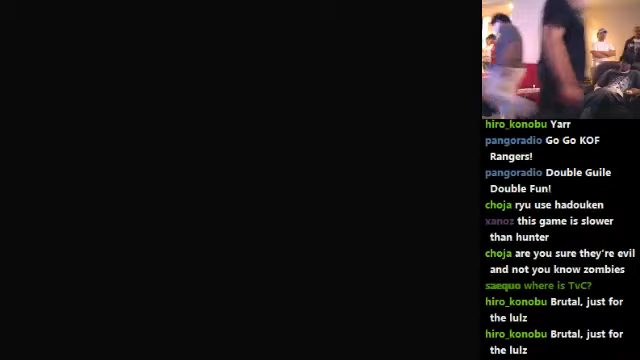 hiro_konobu Yarr
pangoradio Go Go KOF
Rangers!
pangoradio Double Guile
Double Fun!
choja ryu use hadouken
xanoz this game is slower
than hunter
choja are you sure they're evil
and not you know zombies
saequo where is TvC?
hiro_konobu Brutal, just for
the lulz
hiro_konobu Brutal, just for
the lulz